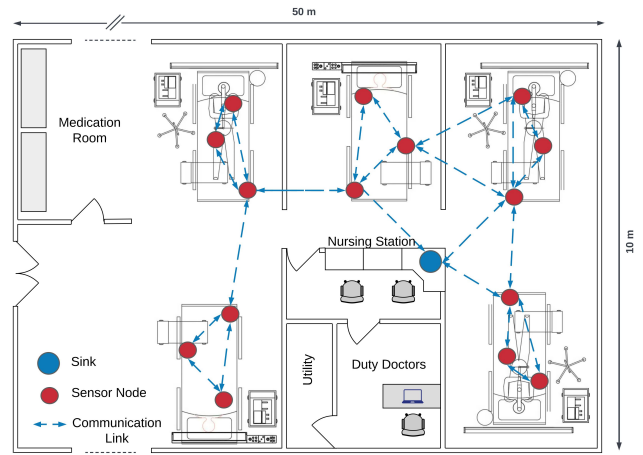 50 m
Medication
Room
10 m
Nursing Station
Utility
Duty Doctors
Sink
Sensor Node
Communication
Link